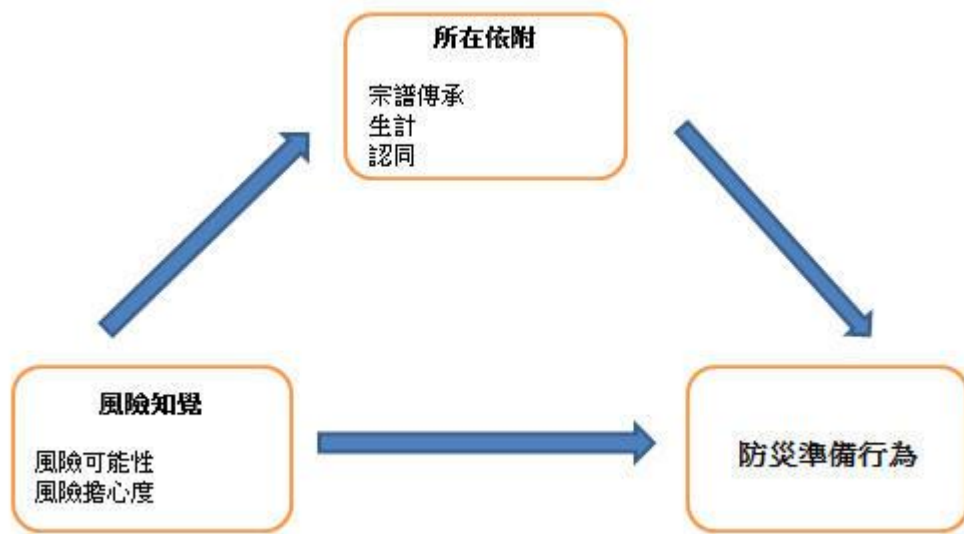 所在依附
宗譜傳承
生計
認同
風險知覺
風險可能性
風險擔心度
防災準備行為